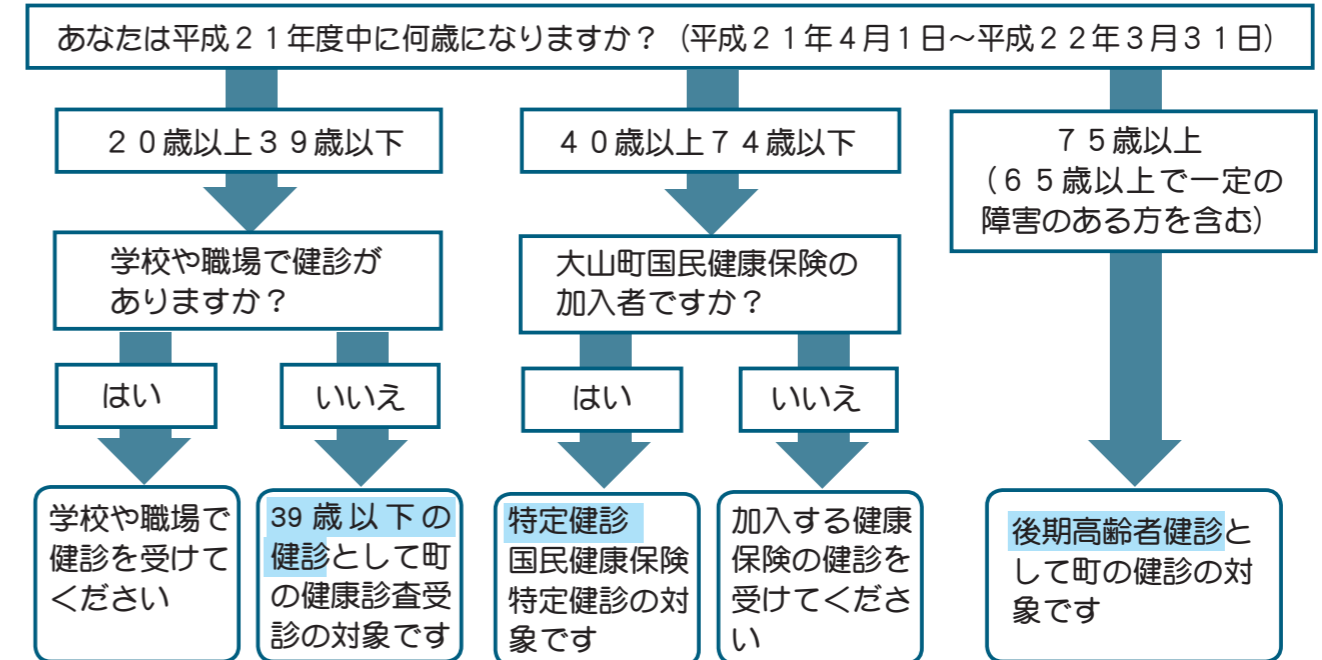 あなたは平成２１年度中に何歳になりますか？（平成２１年４月１日～平成２２年３月３１日）
２０歳以上３９歳以下
４０歳以上７４歳以下
７５歳以上
（６５歳以上で一定の
障害のある方を含む）
学校や職場で健診が
ありますか？
大山町国民健康保険の
加入者ですか？
はい
いいえ
はい
いいえ
学校や職場で
健診を受けて
ください
39歳以下の
健診として町
の健康診査受
診の対象です
特定健診
国民健康保険
特定健診の対
象です
加入する健康
保険の健診を
受けてくださ
い
後期高齢者健診と
して町の健診の対
象です